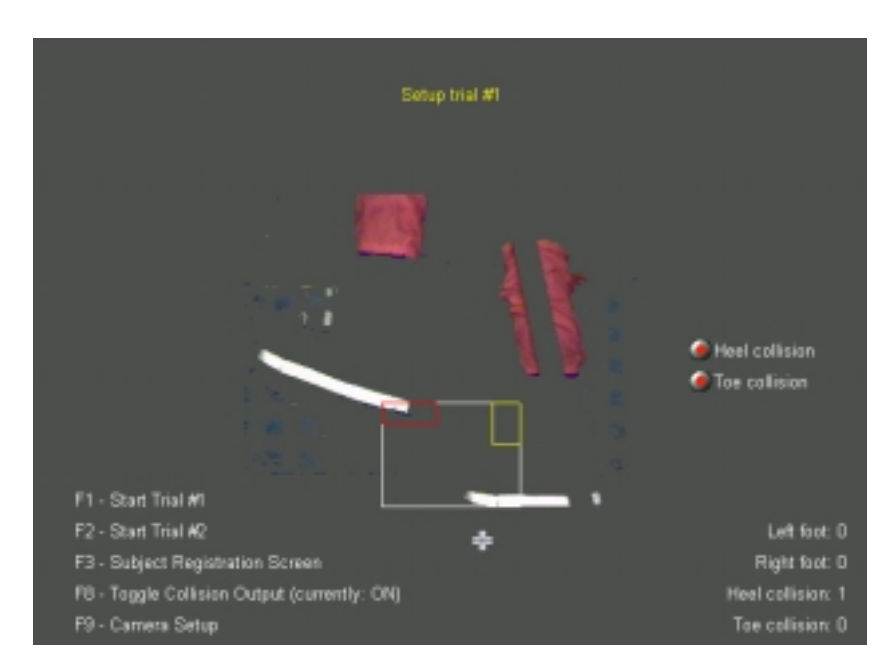 Setup trial #1
Heel collision
Toe collision
F1 - Start Trial #1
F2 - Start Trial #2
Left foot: 0
F3 - Subject Registration Screen
Right foot: 0
F8 - Toggle Collision Output (currently: ON)
Heel collision: 1
F9 - Camera Setup
Toe collision: 0